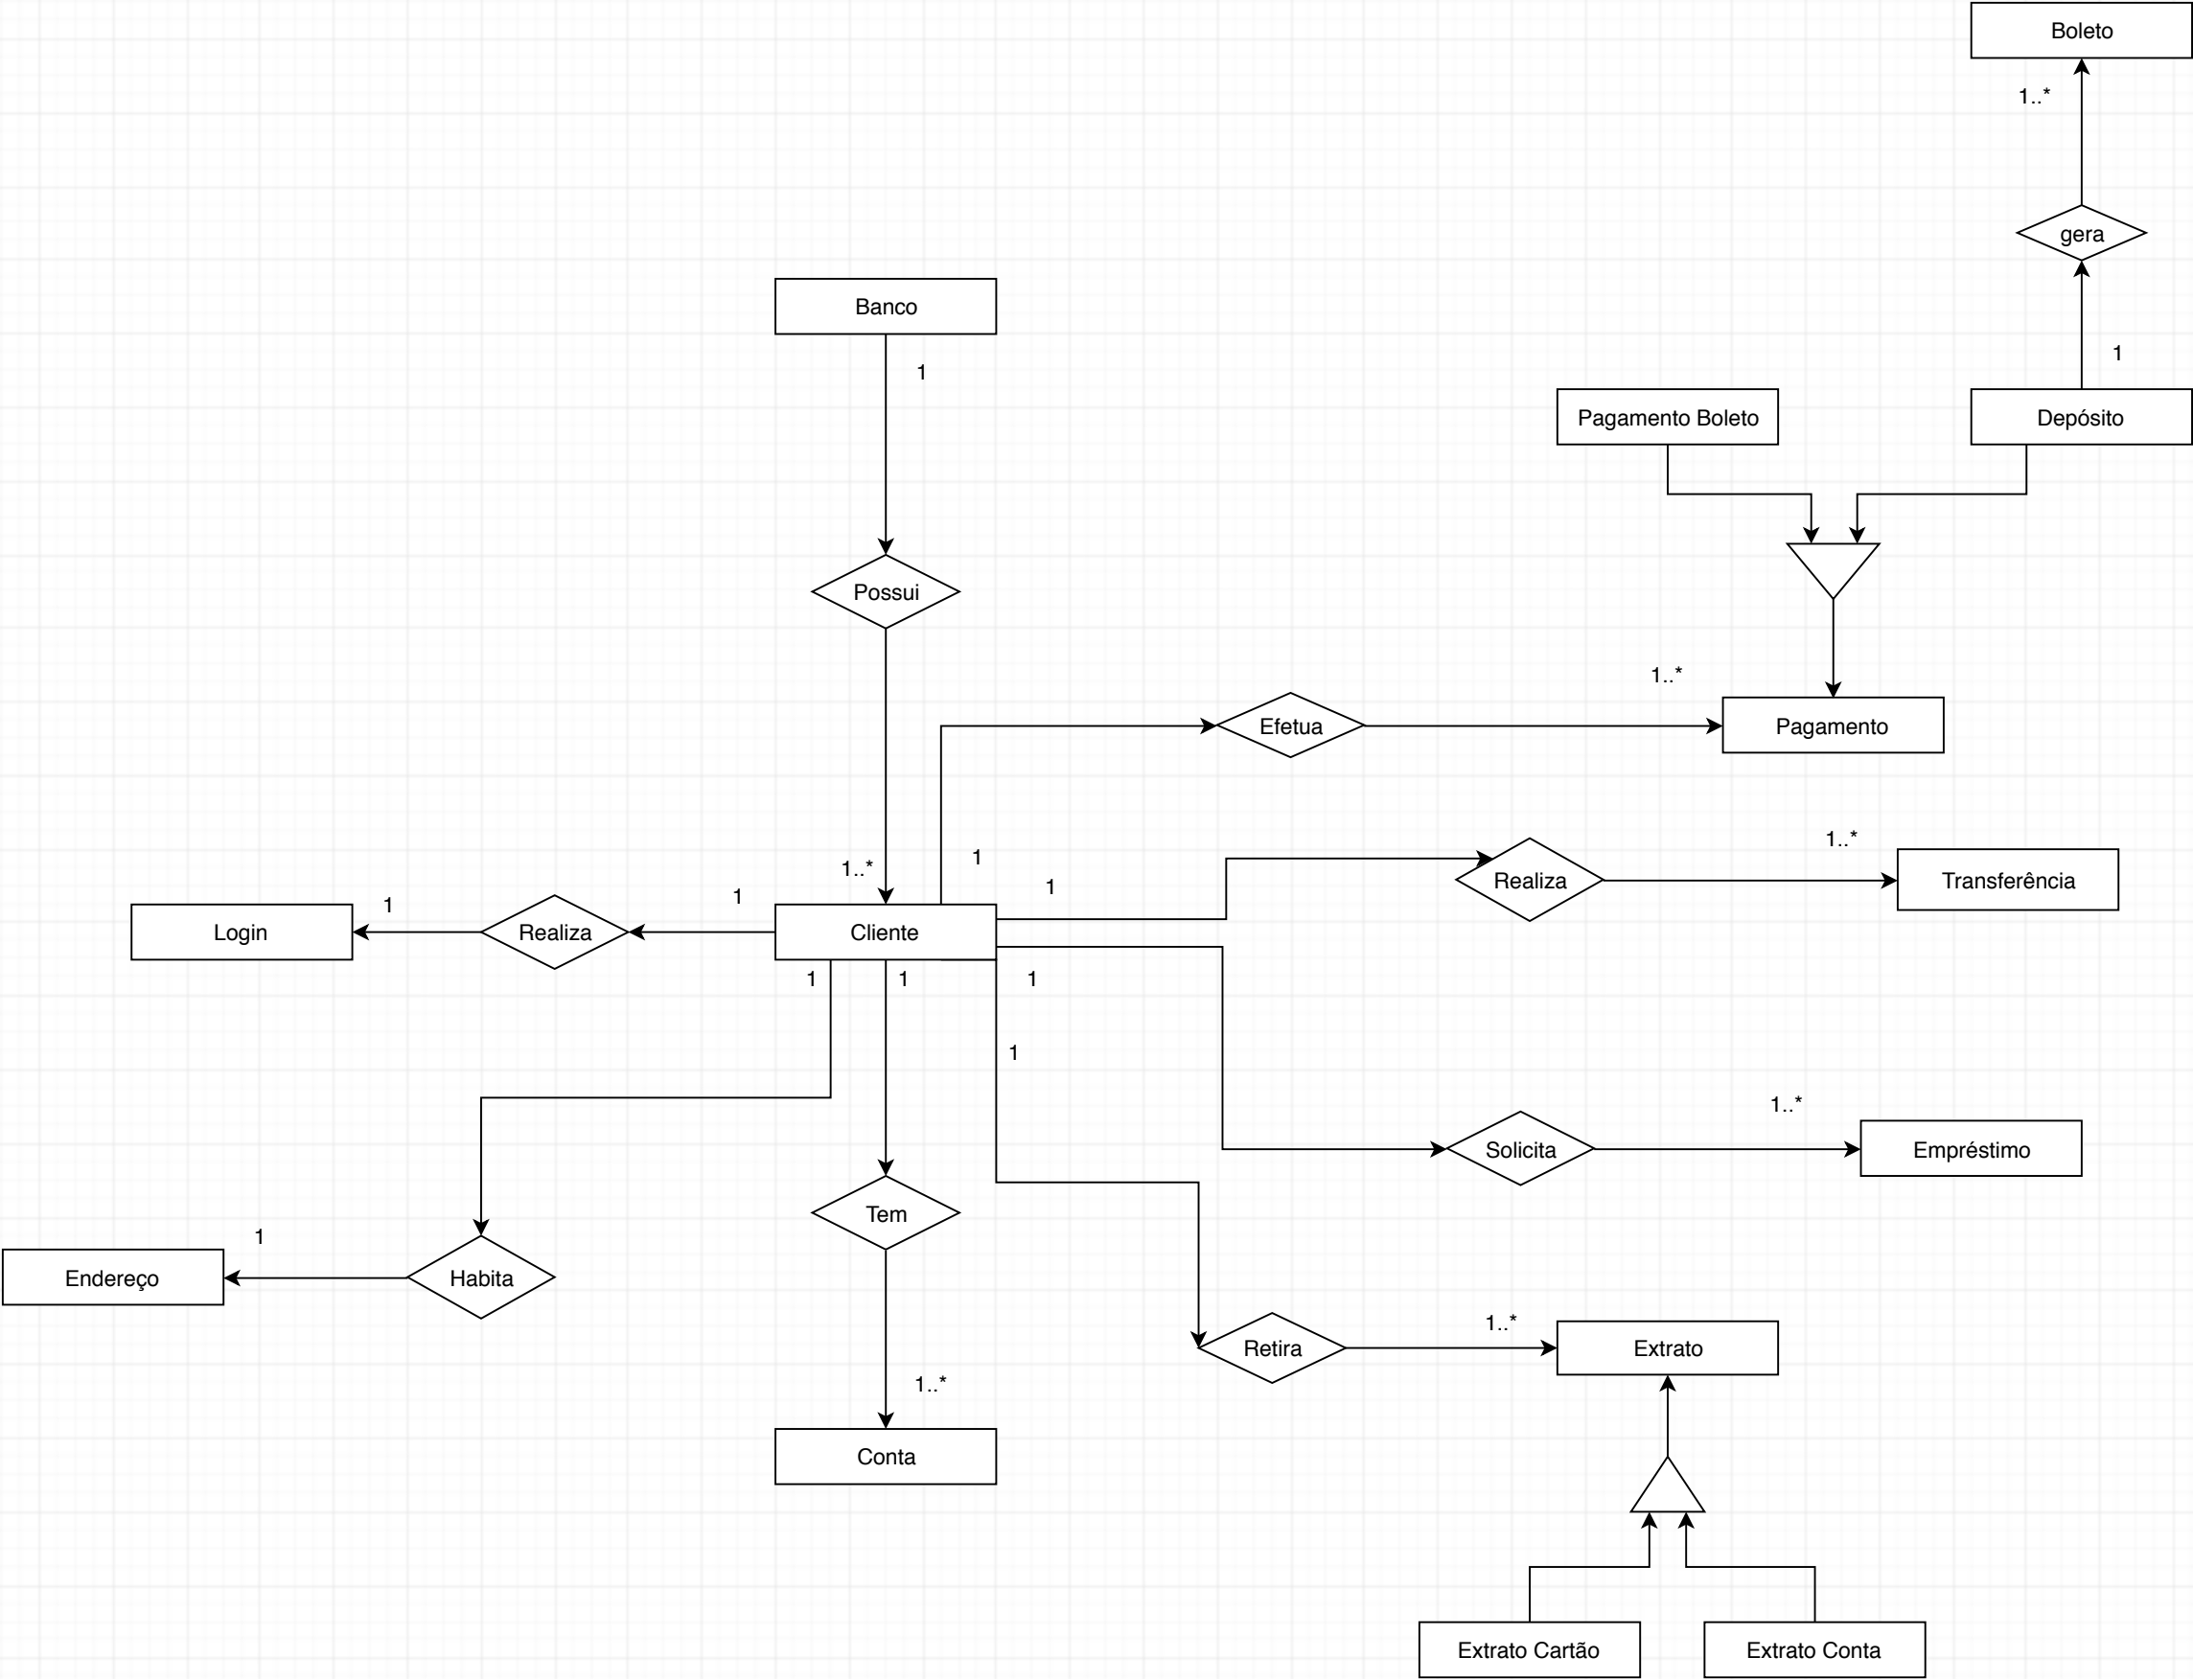 Boleto
1..*
gera
Banco
1
1
Pagamento Boleto
Depósito
Possui
1..*
Efetua
Pagamento
1..*
1
1..*
1
1
1
Realiza
Transferência
Login
Realiza
Cliente
1
1
1
1
1..*
Solicita
Empréstimo
Tem
1
Endereço
Habita
1..*
Retira
Extrato
1..*
Conta
Extrato Cartão
Extrato Conta